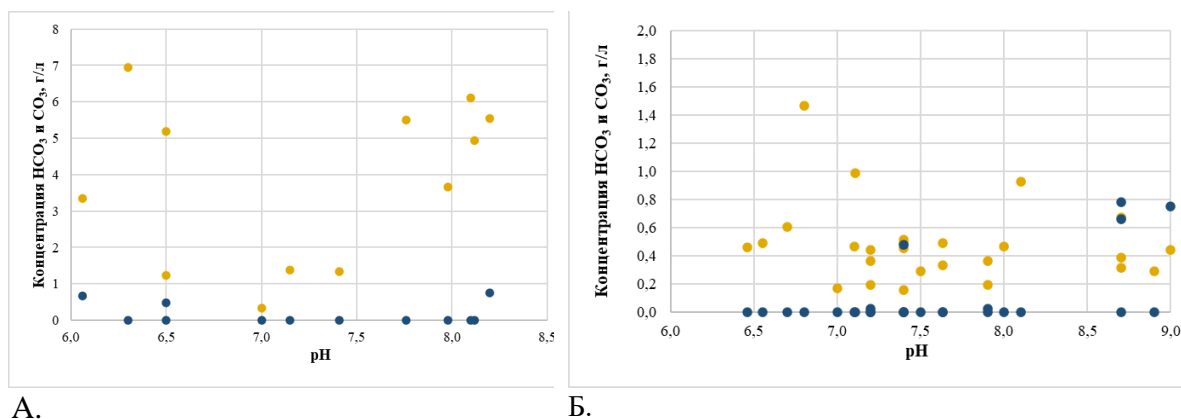 Концентрация HCO3 и CO3, г/л
8
7
6
5
4
3
2
1
0
6,0 6,5 7,0 7,5 8,0 8,5
pH
А.
Концентрация HCO3 и CO3, г/л
2,0
1,8
1,6
1,4
1,2
1,0
0,8
0,6
0,4
0,2
0,0
6,0 6,5 7,0 7,5 8,0 8,5 9,0
pH
Б.